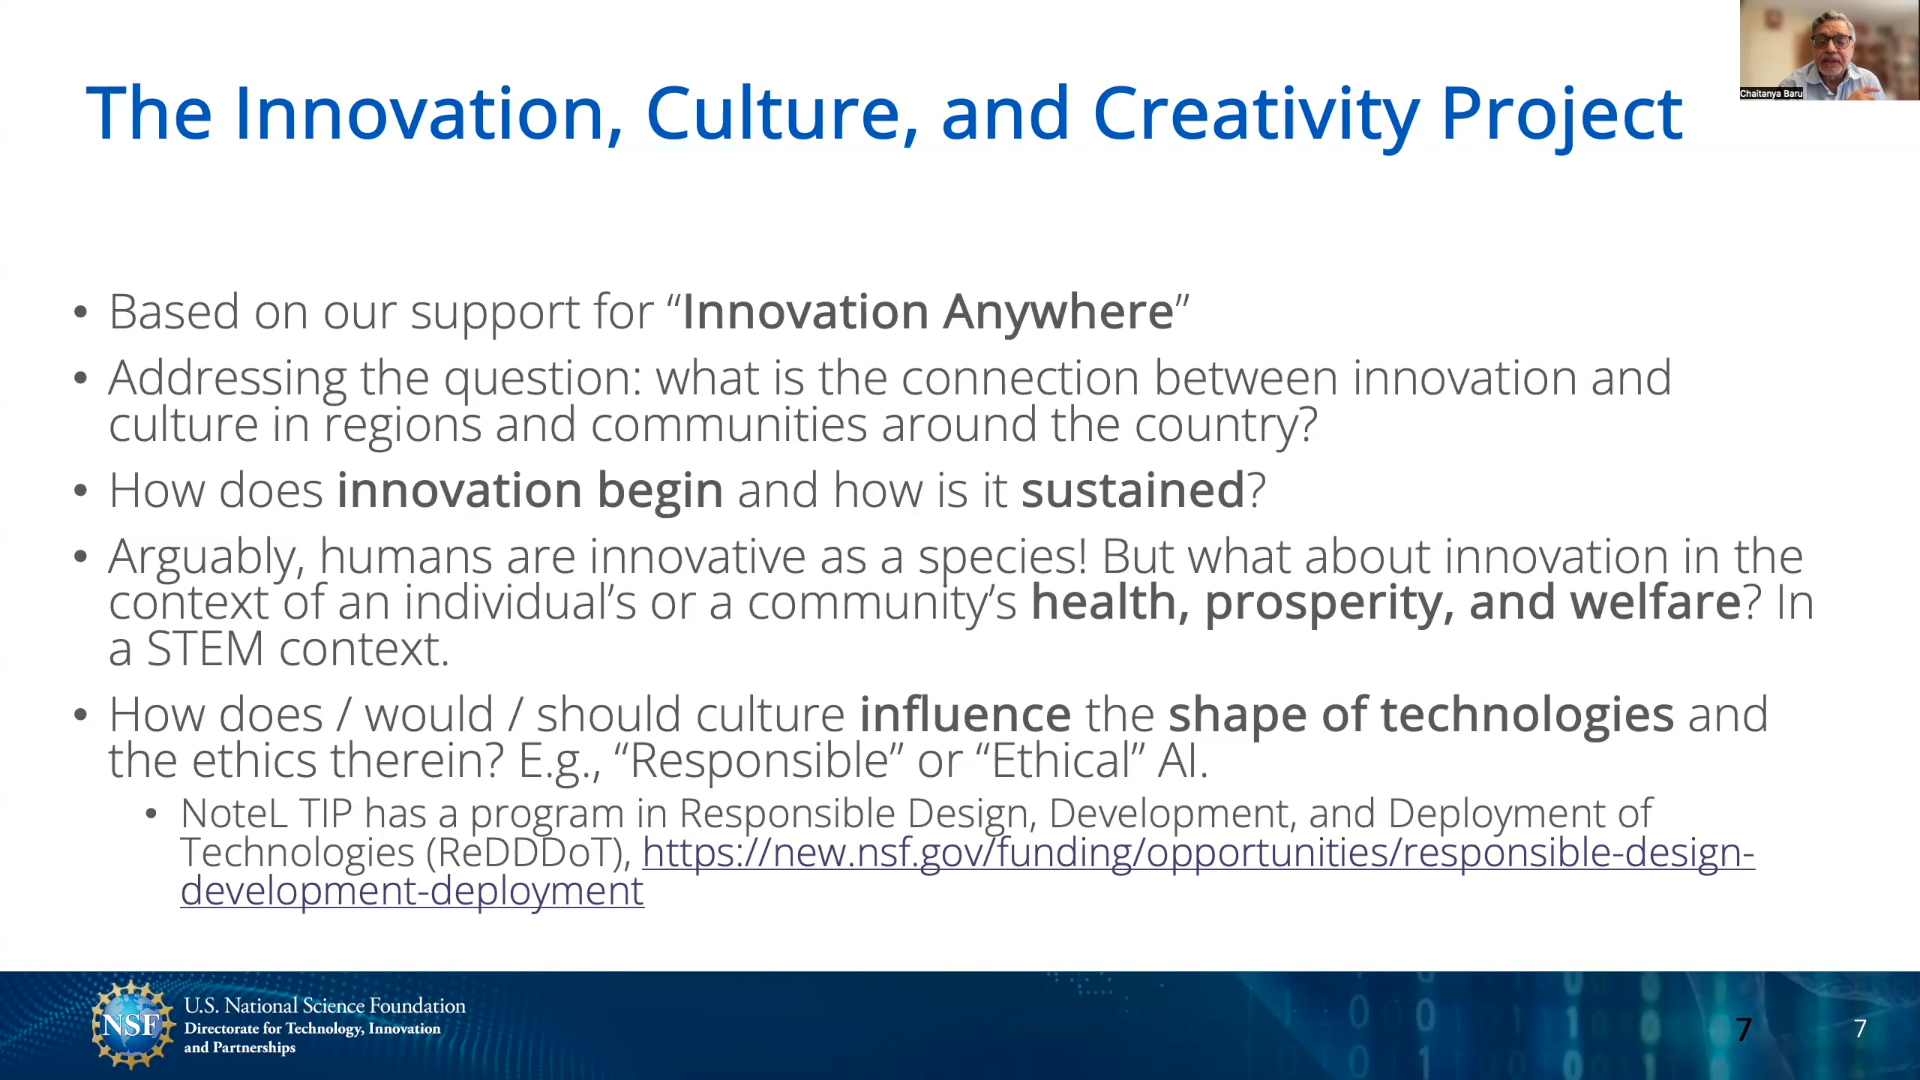 Chaitanya Baru
The Innovation, Culture, and Creativity Project
• Based on our support for “Innovation Anywhere”
• Addressing the question: what is the connection between innovation and
culture in regions and communities around the country?
• How does innovation begin and how is it sustained?
• Arguably, humans are innovative as a species! But what about innovation in the
context of an individual’s or a community’s health, prosperity, and welfare? In
a STEM context.
• How does / would / should culture influence the shape of technologies and
the ethics therein? E.g., “Responsible” or “Ethical” AI.
• NoteL TIP has a program in Responsible Design, Development, and Deployment of
Technologies (ReDDDoT), https://new.nsf.gov/funding/opportunities/responsible-design-
development-deployment
NSF
U.S. National Science Foundation
Directorate for Technology, Innovation
and Partnerships
7
7